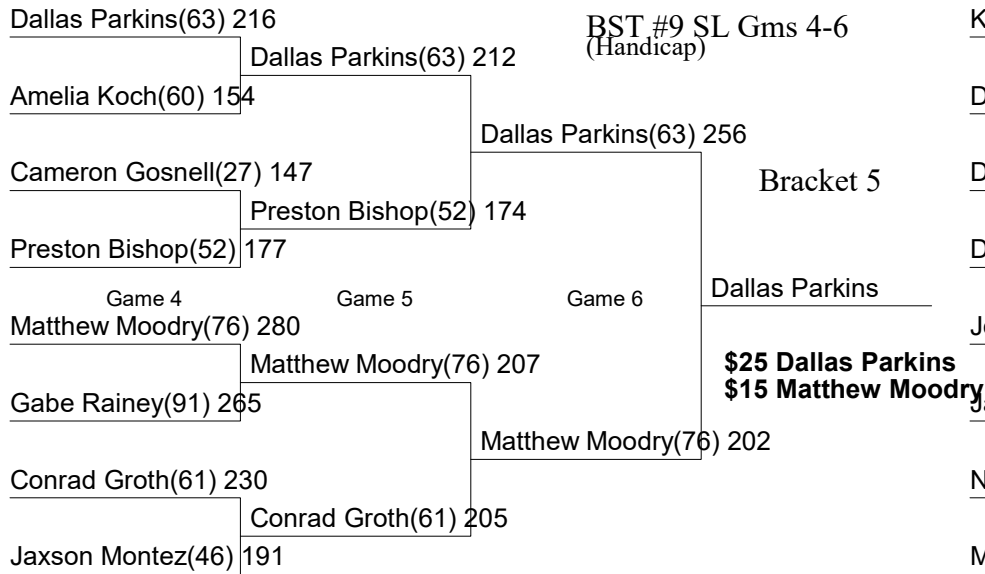 Dallas Parkins(63) 216
BST #9 SL Gms 4-6
(Handicap)
Dallas Parkins(63) 212
Amelia Koch(60) 154
Dallas Parkins(63) 256
Cameron Gosnell(27) 147
Bracket 5
Preston Bishop(52) 174
Preston Bishop(52) 177
Game 4
Game 5
Game 6
Dallas Parkins
Matthew Moodry(76) 280
Matthew Moodry(76) 207
$25 Dallas Parkins
$15 Matthew Moodry
Gabe Rainey(91) 265
Matthew Moodry(76) 202
Conrad Groth(61) 230
Conrad Groth(61) 205
Jaxson Montez(46) 191